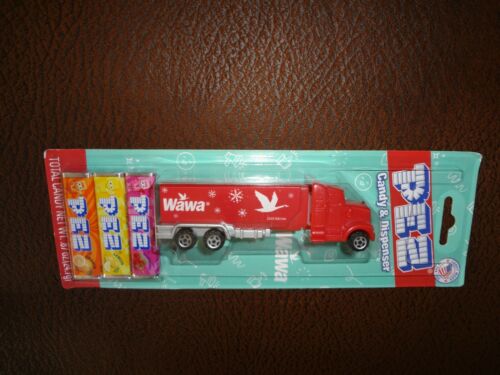 TOTAL CANDY NET WT.
PEZ
PEZ
PEZ
Wawa
Wawa
PEZ
Candy & Dispenser